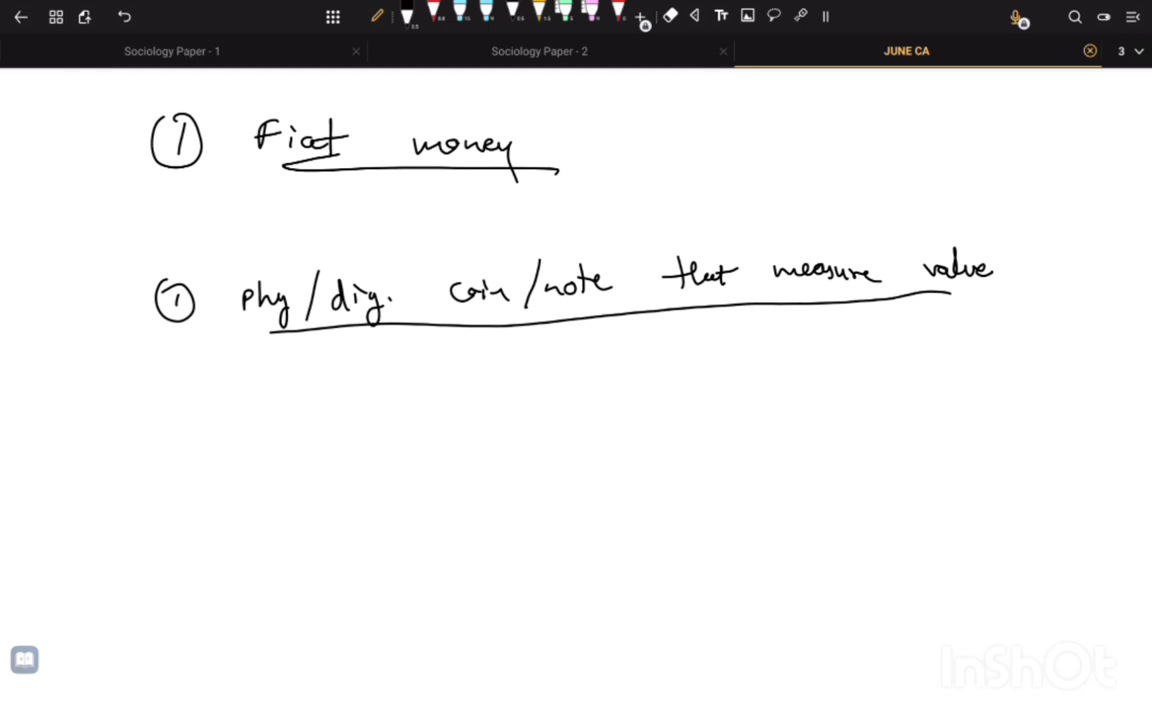 Sociology Paper - 1
Sociology Paper - 2
JUNE CA
3
① Fiat money
① phy/dig. coin/note that measure value
InShOt